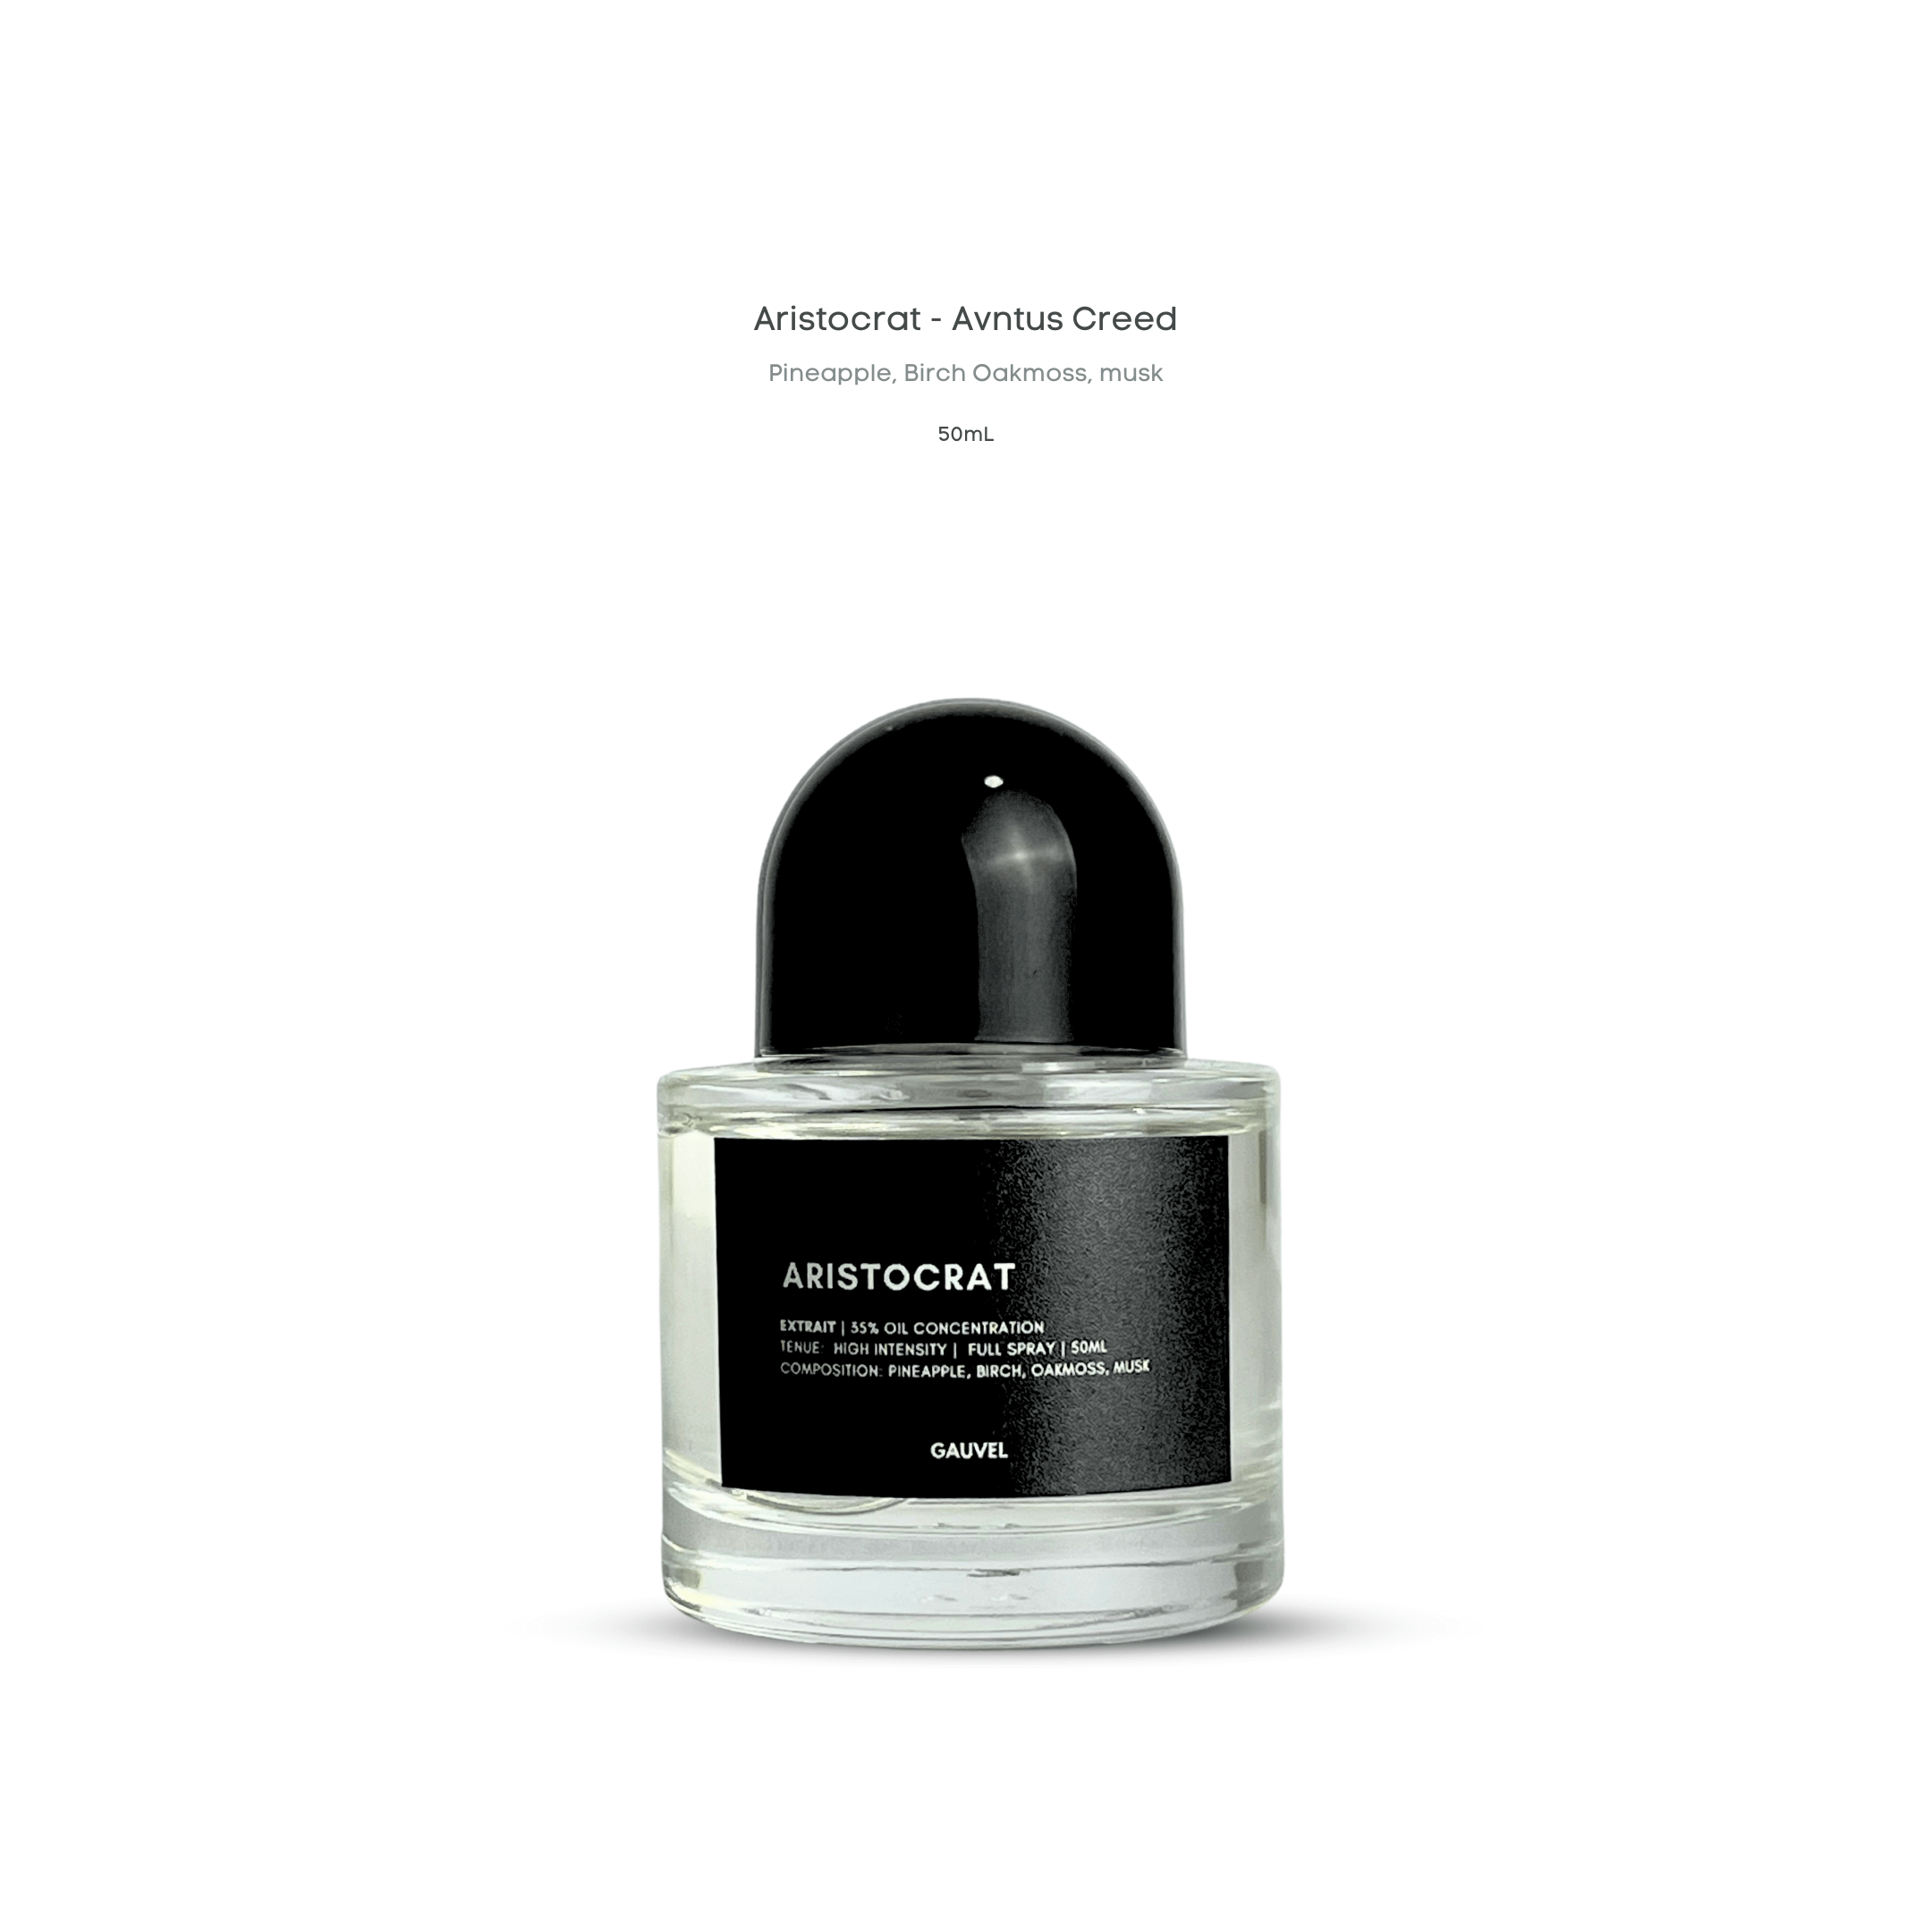 Aristocrat - Avntus Creed
Pineapple, Birch Oakmoss, musk
50mL
ARISTOCRAT
EXTRAIT | 35% OIL CONCENTRATION
TENUE: HIGH INTENSITY | FULL SPRAY | 50ML
COMPOSITION: PINEAPPLE, BIRCH, OAKMOSS, MUSK
GAUVEL